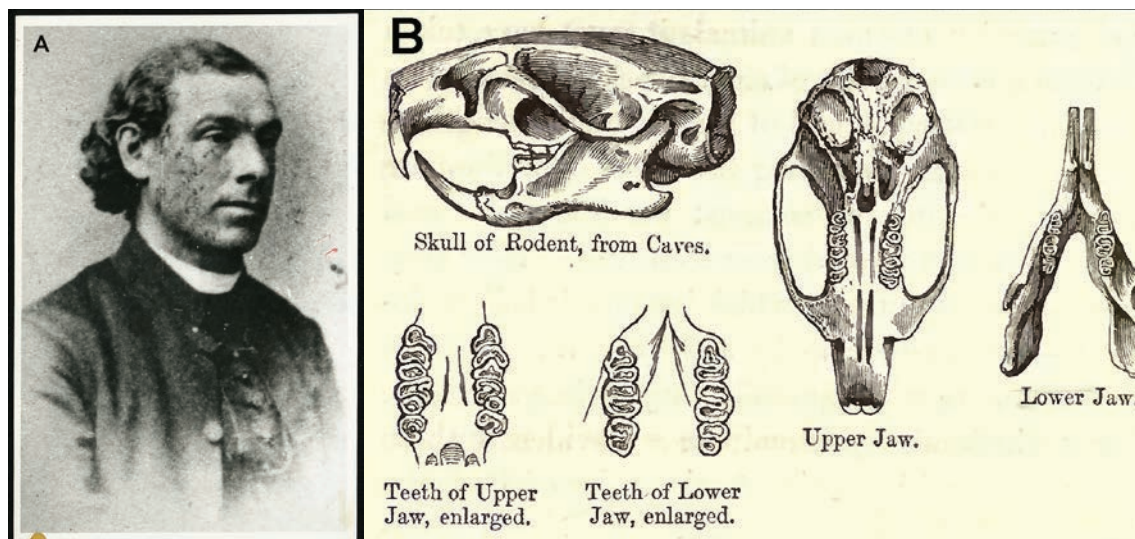 A
B
Skull of Rodent, from Caves.
Teeth of Upper
Jaw, enlarged.
Teeth of Lower
Jaw, enlarged.
Upper Jaw.
Lower Jaw.